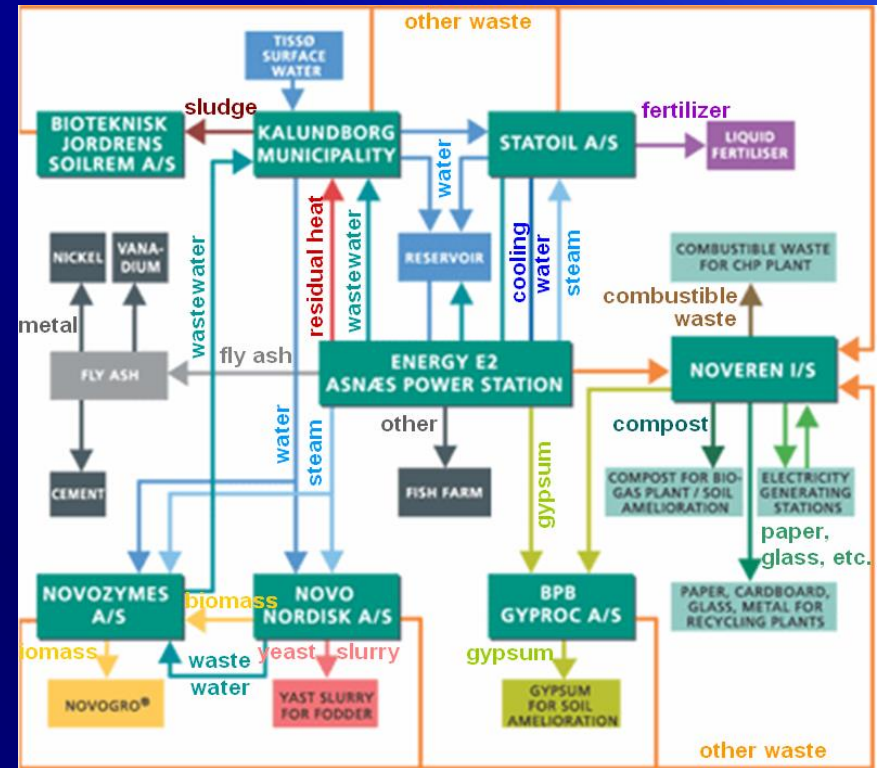 other waste
TISSØ
SURFACE
WATER
sludge
fertilizer
BIOTEKNISK
JORDRENS
SOILREM A/S
KALUNDBORG
MUNICIPALITY
STATOIL A/S
LIQUID
FERTILISER
water
wastewater
residual heat
wastewater
cooling
water
steam
NICKEL
VANA-
DIUM
RESERVOIR
COMBUSTIBLE WASTE
FOR CHP PLANT
combustible
waste
metal
fly ash
FLY ASH
ENERGY E2
ASNÆS POWER STATION
NOVEREN I/S
other
compost
water
steam
gypsum
CEMENT
FISH FARM
COMPOST FOR BIO-
GAS PLANT / SOIL
AMELIORATION
ELECTRICITY
GENERATING
STATIONS
paper,
glass, etc.
NOVOZYMES
A/S
biomass
NOVO
NORDISK A/S
BPB
GYPROC A/S
PAPER, CARDBOARD,
GLASS, METAL FOR
RECYCLING PLANTS
iomass
waste
water
yeast slurry
gypsum
NOVOGRO®
YAST SLURRY
FOR FODDER
GYPSUM
FOR SOIL
AMELIORATION
other waste